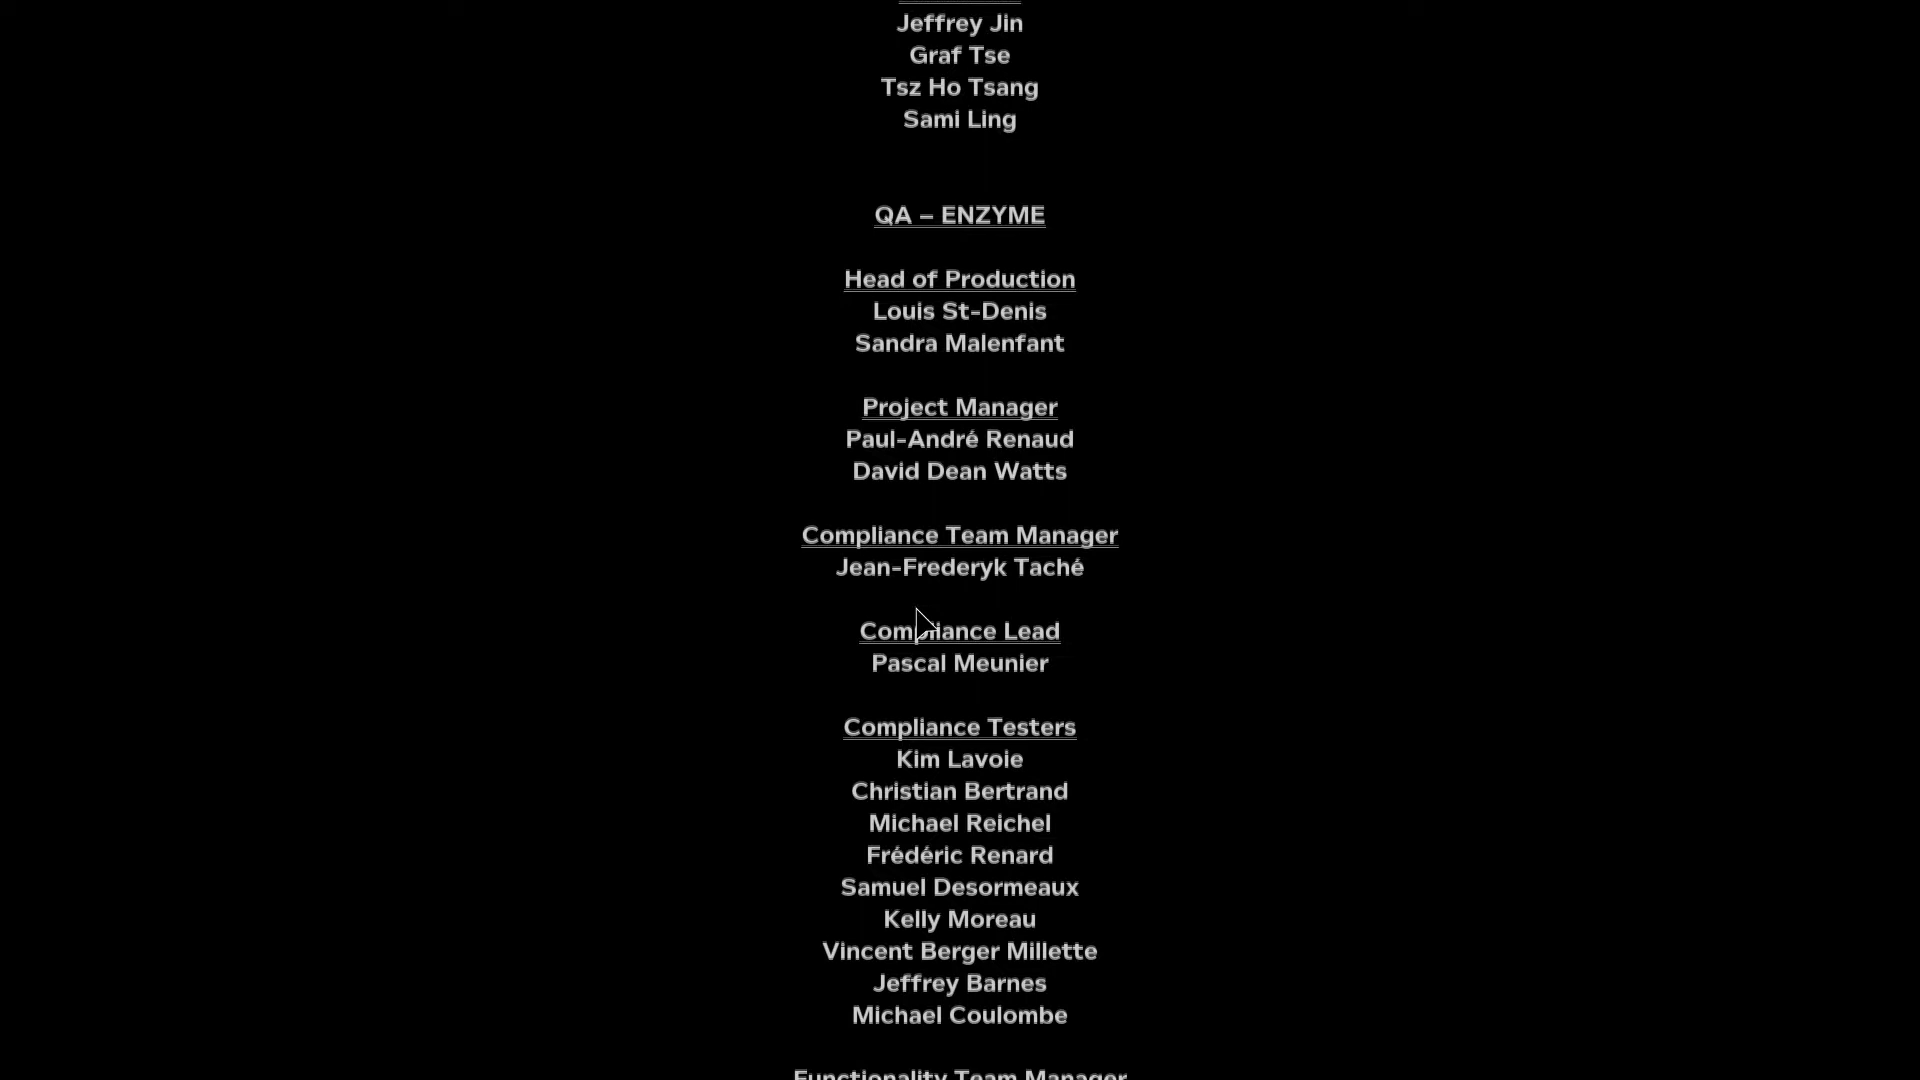 Jeffrey Jin
Graf Tse
Tsz Ho Tsang
Sami Ling
QA – ENZYME
Head of Production
Louis St-Denis
Sandra Malenfant
Project Manager
Paul-André Renaud
David Dean Watts
Compliance Team Manager
Jean-Frederyk Taché
Compliance Lead
Pascal Meunier
Compliance Testers
Kim Lavoie
Christian Bertrand
Michael Reichel
Frédéric Renard
Samuel Desormeaux
Kelly Moreau
Vincent Berger Millette
Jeffrey Barnes
Michael Coulombe
Functionality Team Manager